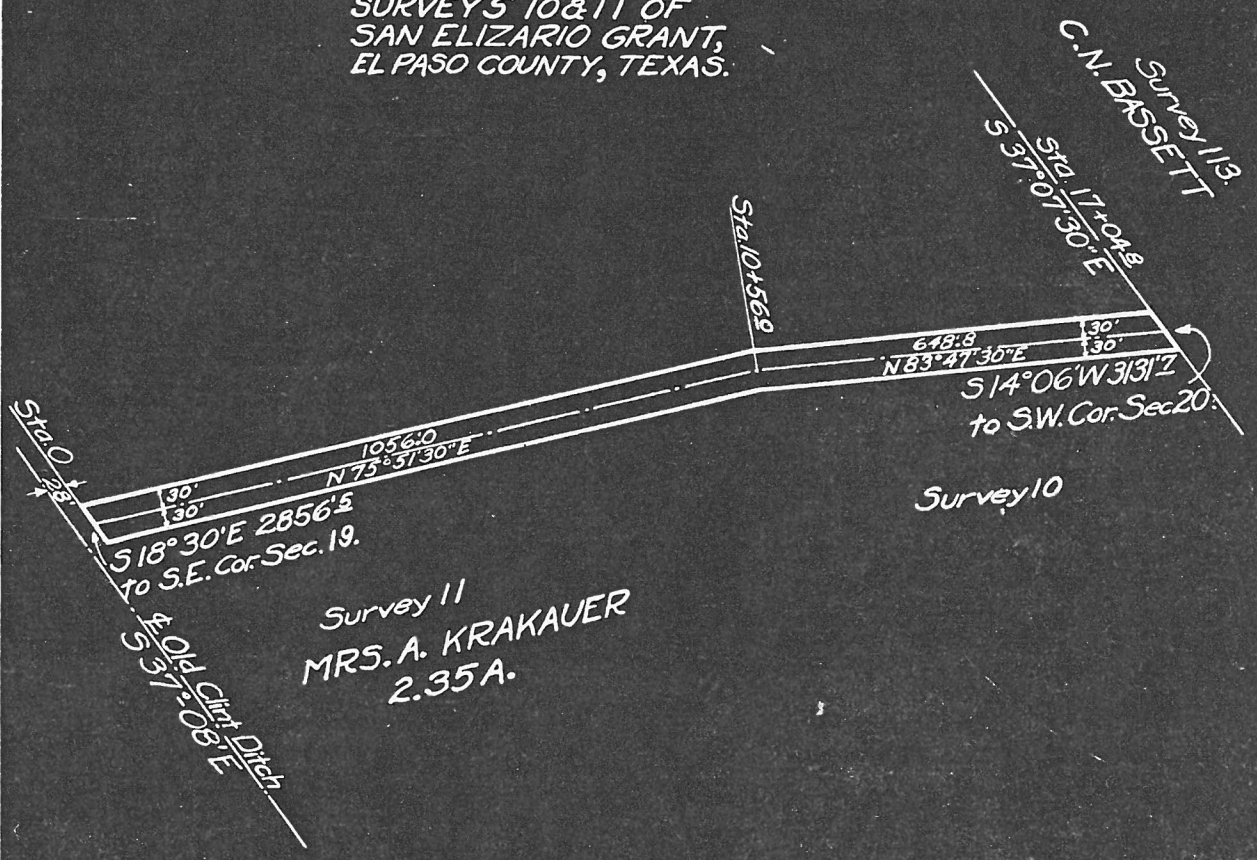 SURVEYS 10&11 OF
SAN ELIZARIO GRANT,
EL PASO COUNTY, TEXAS.
C.N. BASSETT
Survey 113.
Sta. 17+04.8
S 37°07'30"E
Sta.10+56.0
648.8
N 83°47'30"E
30'
30'
S 14°06'W 3131'.7
to S.W. Cor. Sec 20.
Survey 10
Sta. 0
28'
1056.0
N 75°51'30"E
30'
30'
S 18°30'E 2856'.5
to S.E. Cor. Sec. 19.
Survey 11
MRS. A. KRAKAUER
2.35 A.
℄ Old Clint Ditch
S 37°-08'E